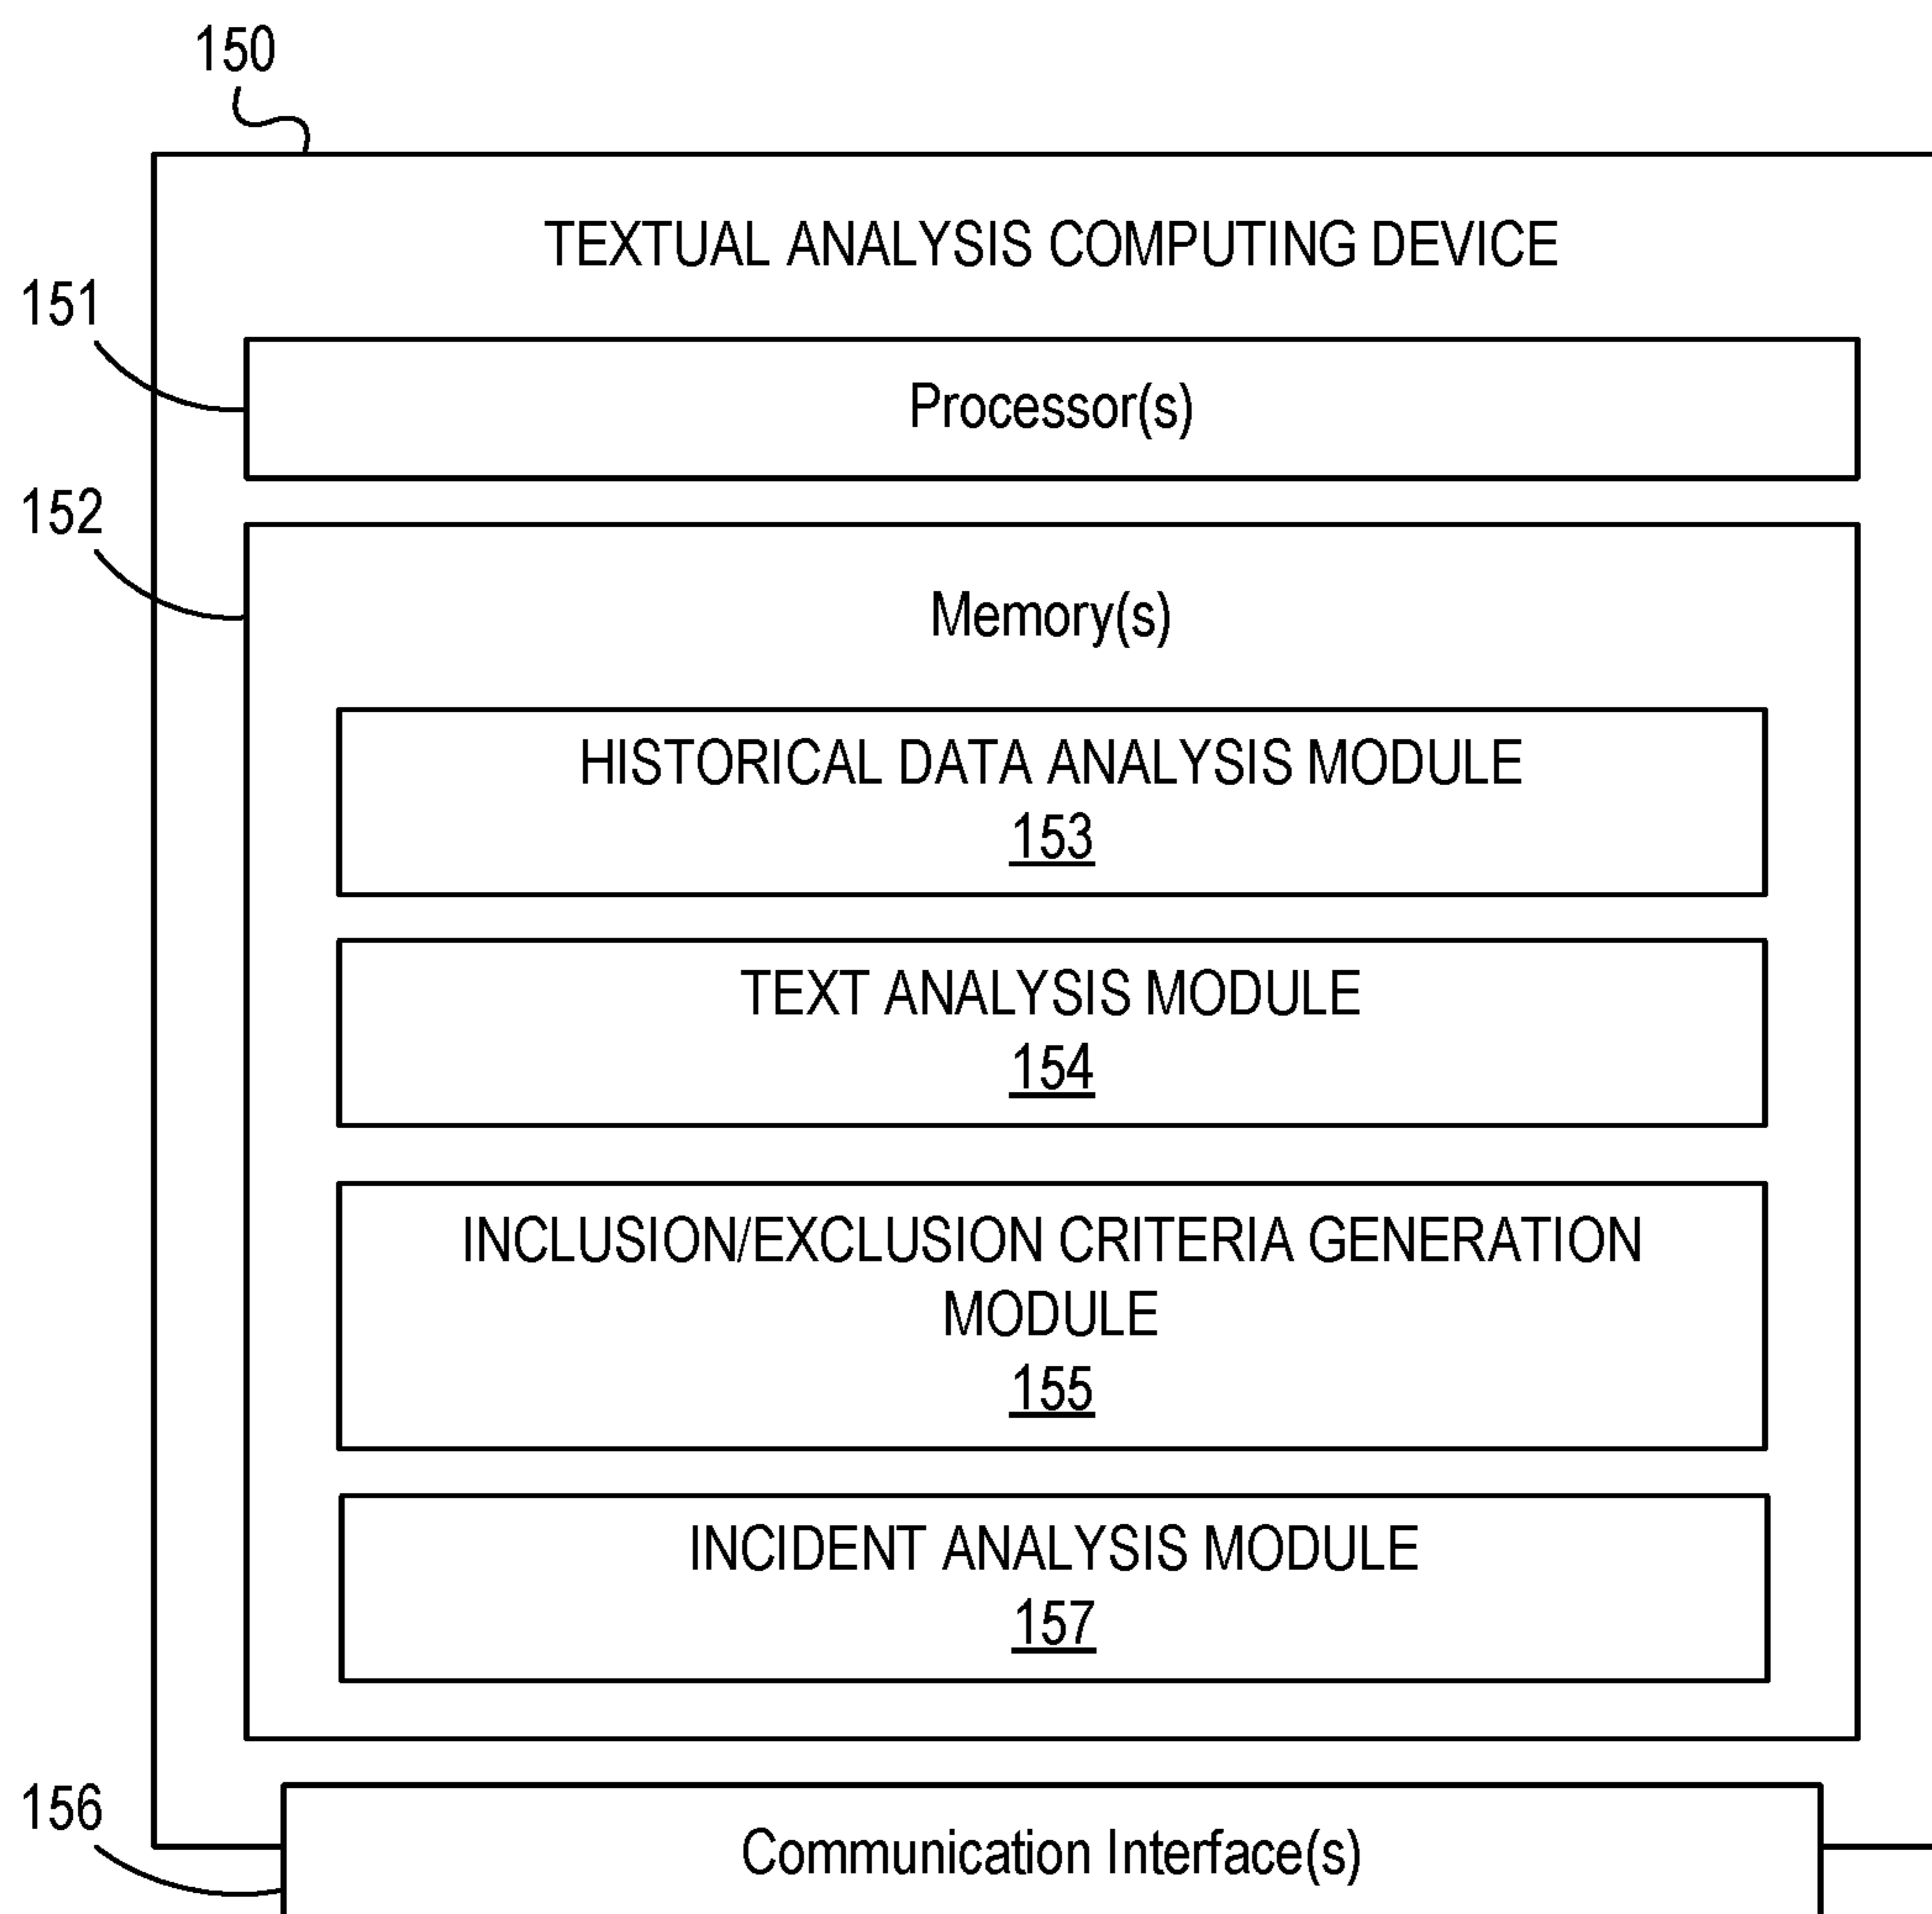 150
TEXTUAL ANALYSIS COMPUTING DEVICE
151
Processor(s)
152
Memory(s)
HISTORICAL DATA ANALYSIS MODULE
153
TEXT ANALYSIS MODULE
154
INCLUSION/EXCLUSION CRITERIA GENERATION
MODULE
155
INCIDENT ANALYSIS MODULE
157
156
Communication Interface(s)